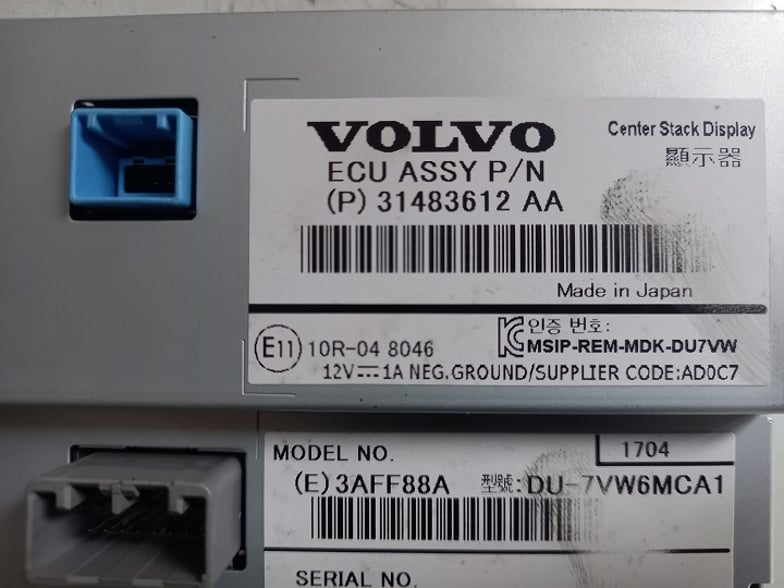 VOLVO
Center Stack Display
顯示器
ECU ASSY P/N
(P) 31483612 AA
Made in Japan
E11 10R-04 8046
인증 번호:
MSIP-REM-MDK-DU7VW
12V⎓1A NEG.GROUND/SUPPLIER CODE:AD0C7
MODEL NO.
1704
(E)3AFF88A 型號:DU-7VW6MCA1
SERIAL NO.